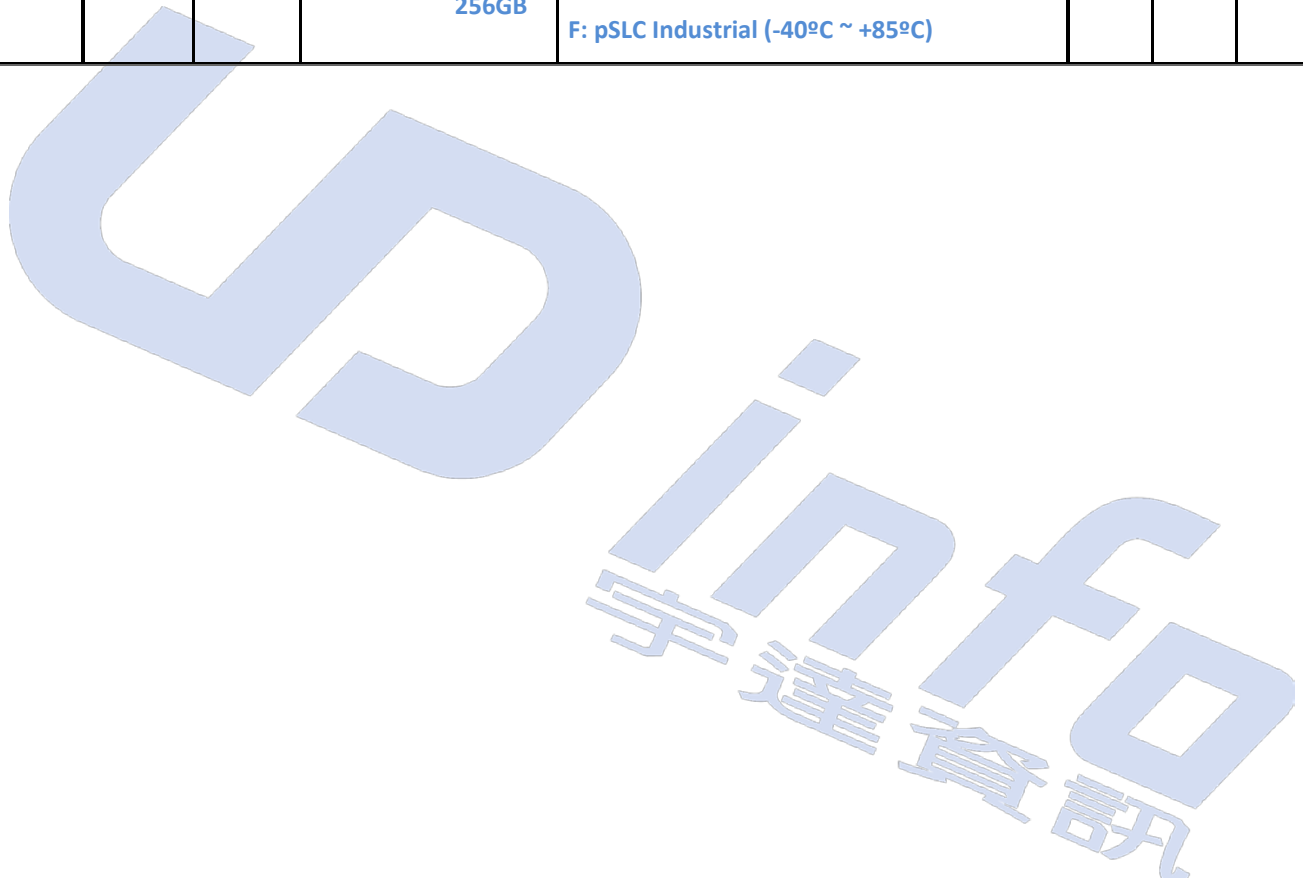 256GB
F: pSLC Industrial (-40ºC ~ +85ºC)
UD info
宇達資訊